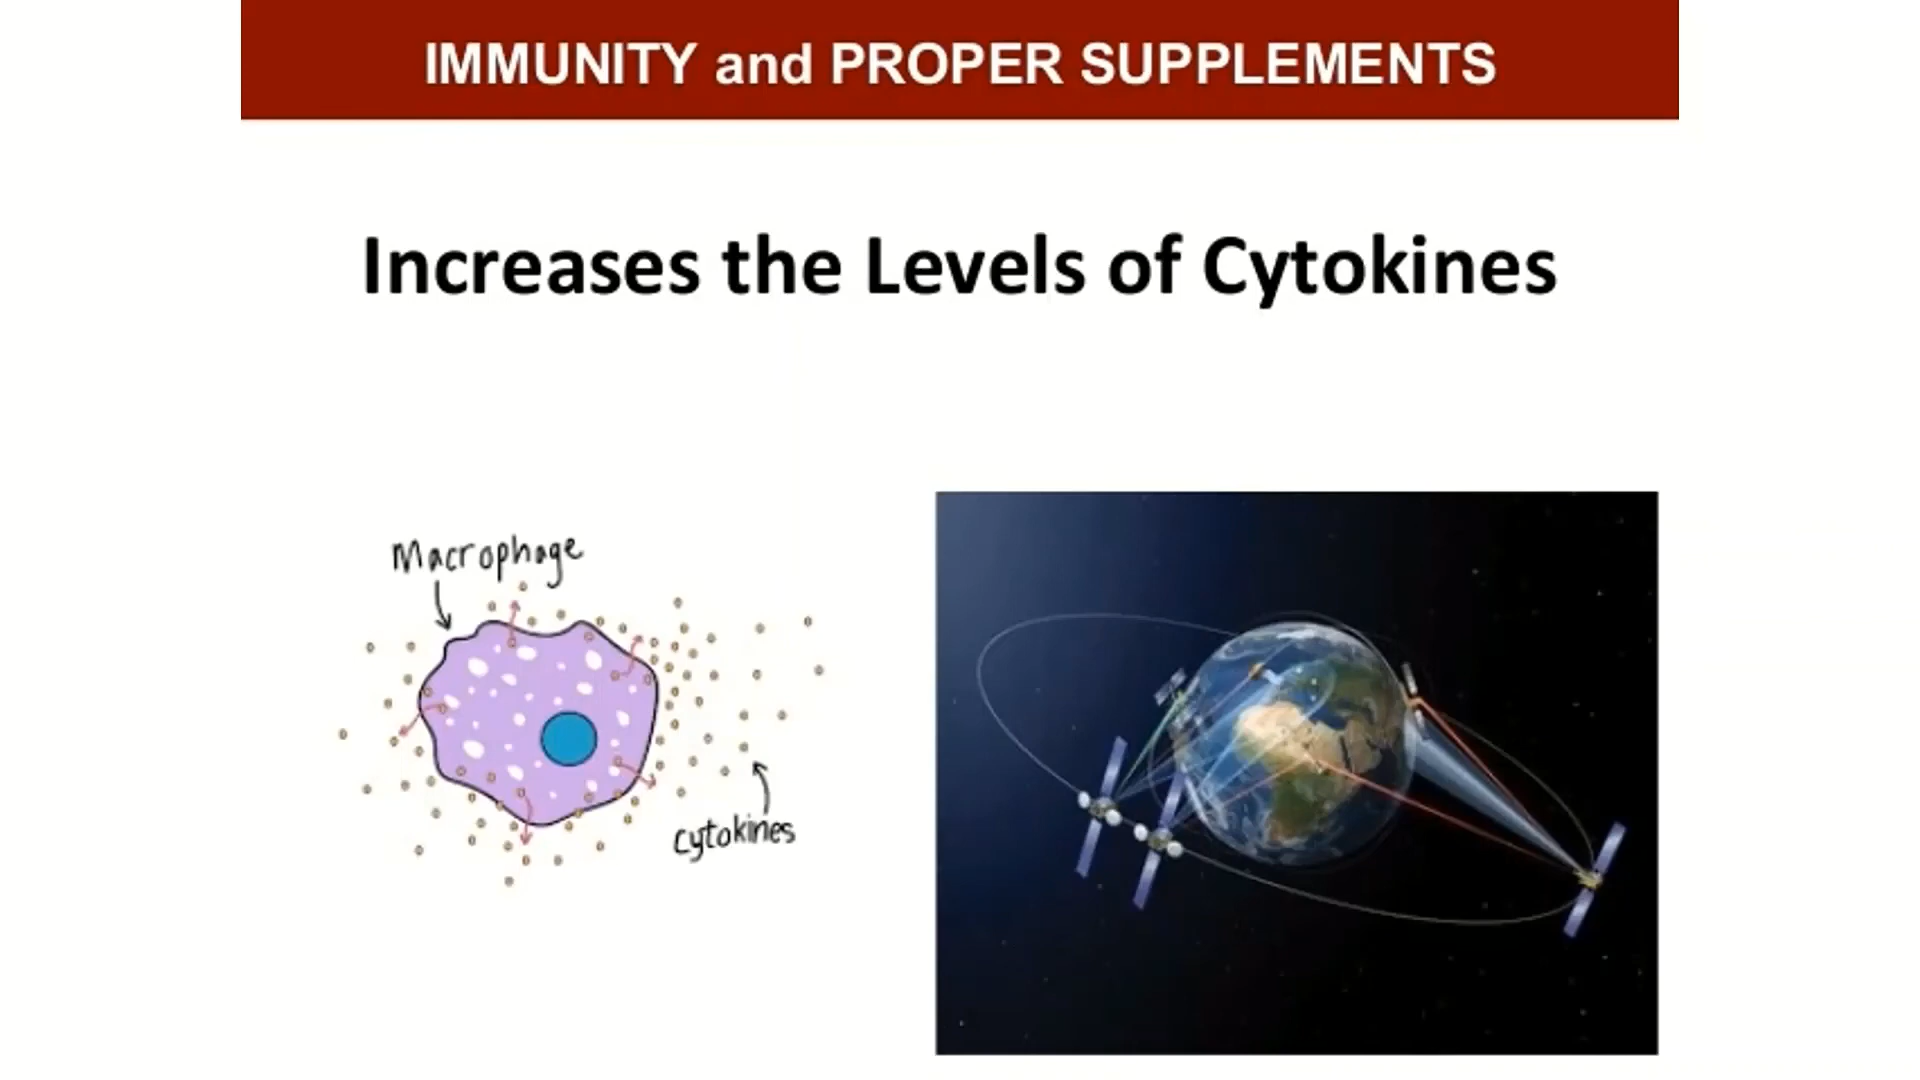 IMMUNITY and PROPER SUPPLEMENTS
Increases the Levels of Cytokines
Macrophage
cytokines